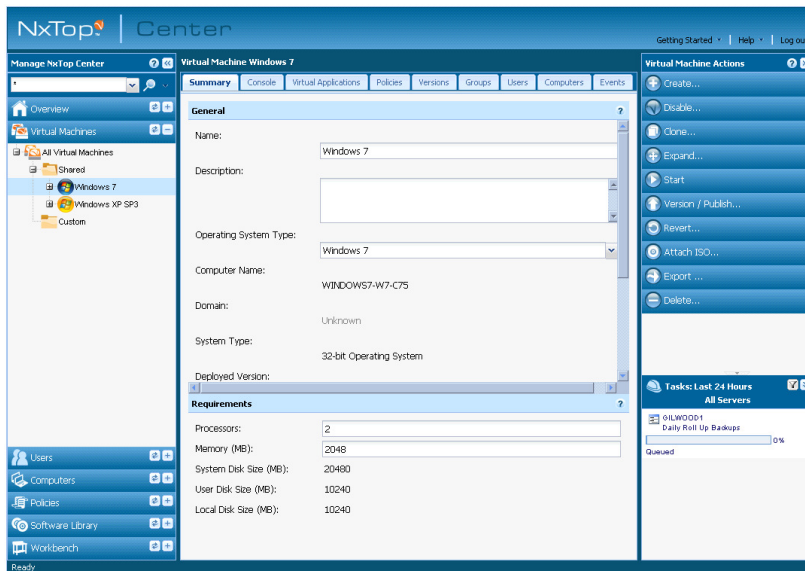 NxTop Center
Getting Started Help Log ou
Manage NxTop Center
*
Overview
Virtual Machines
All Virtual Machines
Shared
Windows 7
Windows XP SP3
Custom
Users
Computers
Policies
Software Library
Workbench
Ready
Virtual Machine Windows 7
Summary Console Virtual Applications Policies Versions Groups Users Computers Events
General ?
Name:
Windows 7
Description:
Operating System Type:
Windows 7
Computer Name:
WINDOWS7-W7-C75
Domain:
Unknown
System Type:
32-bit Operating System
Deployed Version:
Requirements ?
Processors: 2
Memory (MB): 2048
System Disk Size (MB): 20480
User Disk Size (MB): 10240
Local Disk Size (MB): 10240
Virtual Machine Actions
Create...
Disable...
Clone...
Expand...
Start
Version / Publish...
Revert...
Attach ISO...
Export ...
Delete...
Tasks: Last 24 Hours
All Servers
GILWOOD1
Daily Roll Up Backups
0%
Queued